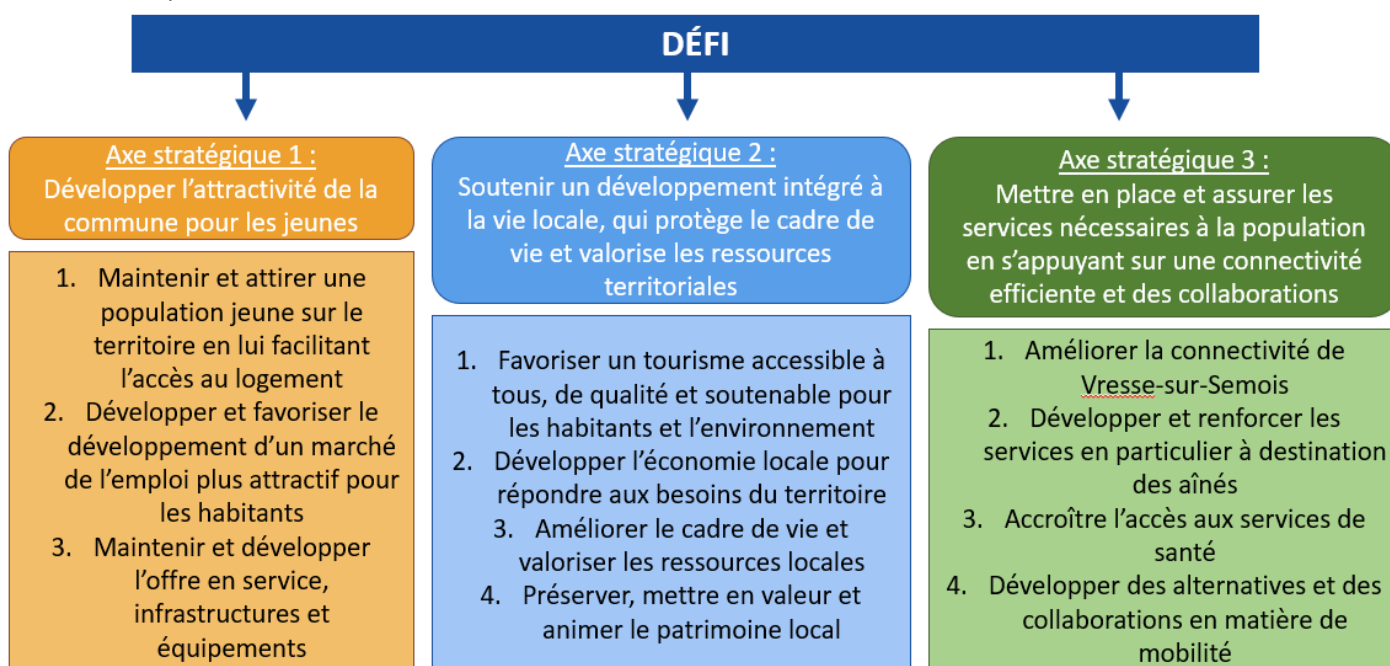 DÉFI
Axe stratégique 1 :
Développer l’attractivité de la
commune pour les jeunes
1. Maintenir et attirer une
population jeune sur le
territoire en lui facilitant
l’accès au logement
2. Développer et favoriser le
développement d’un marché
de l’emploi plus attractif pour
les habitants
3. Maintenir et développer
l’offre en service,
infrastructures et
équipements
Axe stratégique 2 :
Soutenir un développement intégré à
la vie locale, qui protège le cadre de
vie et valorise les ressources
territoriales
1. Favoriser un tourisme accessible à
tous, de qualité et soutenable pour
les habitants et l’environnement
2. Développer l’économie locale pour
répondre aux besoins du territoire
3. Améliorer le cadre de vie et
valoriser les ressources locales
4. Préserver, mettre en valeur et
animer le patrimoine local
Axe stratégique 3 :
Mettre en place et assurer les
services nécessaires à la population
en s’appuyant sur une connectivité
efficiente et des collaborations
1. Améliorer la connectivité de
Vresse-sur-Semois
2. Développer et renforcer les
services en particulier à destination
des aînés
3. Accroître l’accès aux services de
santé
4. Développer des alternatives et des
collaborations en matière de
mobilité